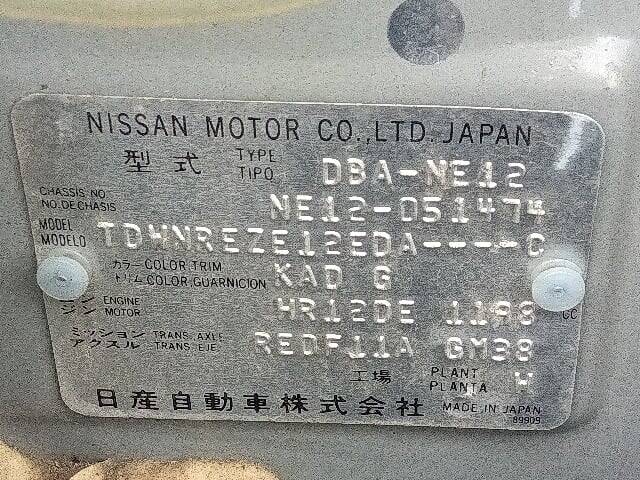 NISSAN MOTOR CO.,LTD. JAPAN
型式 TYPE TIPO DBA-NE12
CHASSIS NO. NO.DE CHASIS NE12-051474
MODEL MODELO TDHNREZE12EDA-----C
カラー COLOR;TRIM トリム COLOR;GUARNICION KAD G
エンジン ENGINE MOTOR HR12DE 1198 CC
ミッション TRANS. AXLE アクスル TRANS. EJE REDF11A GM38
工場 PLANT PLANTA W
日産自動車株式会社 MADE IN JAPAN
89909